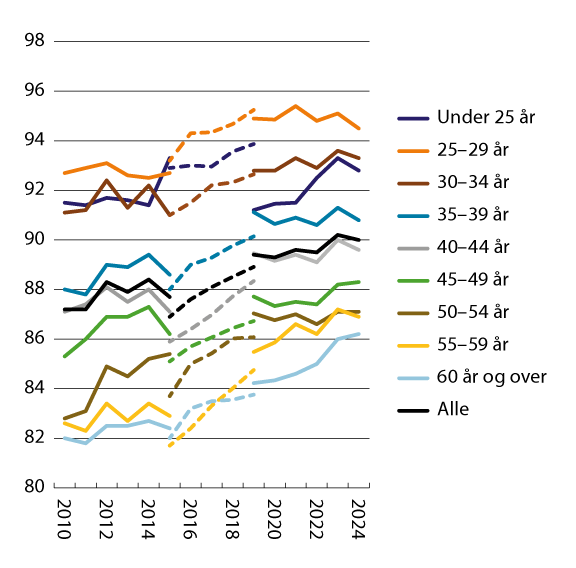 98
96
94
92
90
88
86
84
82
80
2010
2012
2014
2016
2018
2020
2022
2024
Under 25 år
25–29 år
30–34 år
35–39 år
40–44 år
45–49 år
50–54 år
55–59 år
60 år og over
Alle